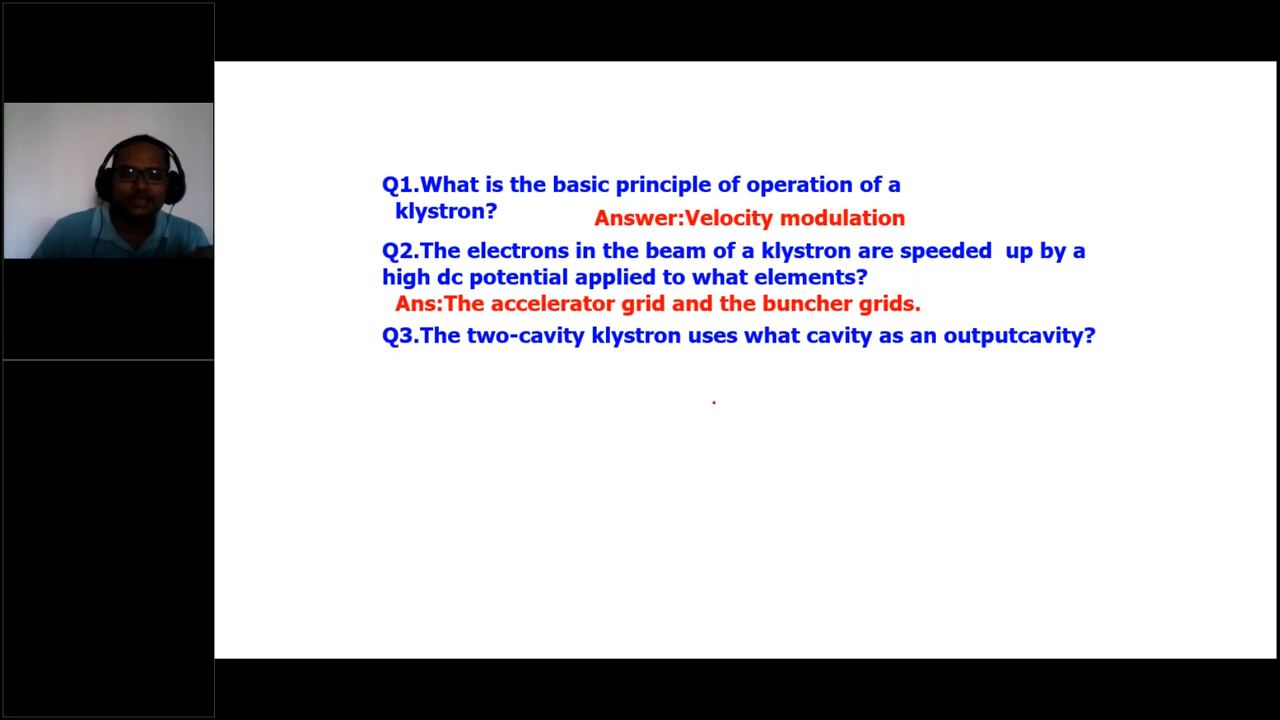 Q1.What is the basic principle of operation of a
klystron?
Answer:Velocity modulation
Q2.The electrons in the beam of a klystron are speeded  up by a
high dc potential applied to what elements?
Ans:The accelerator grid and the buncher grids.
Q3.The two-cavity klystron uses what cavity as an outputcavity?